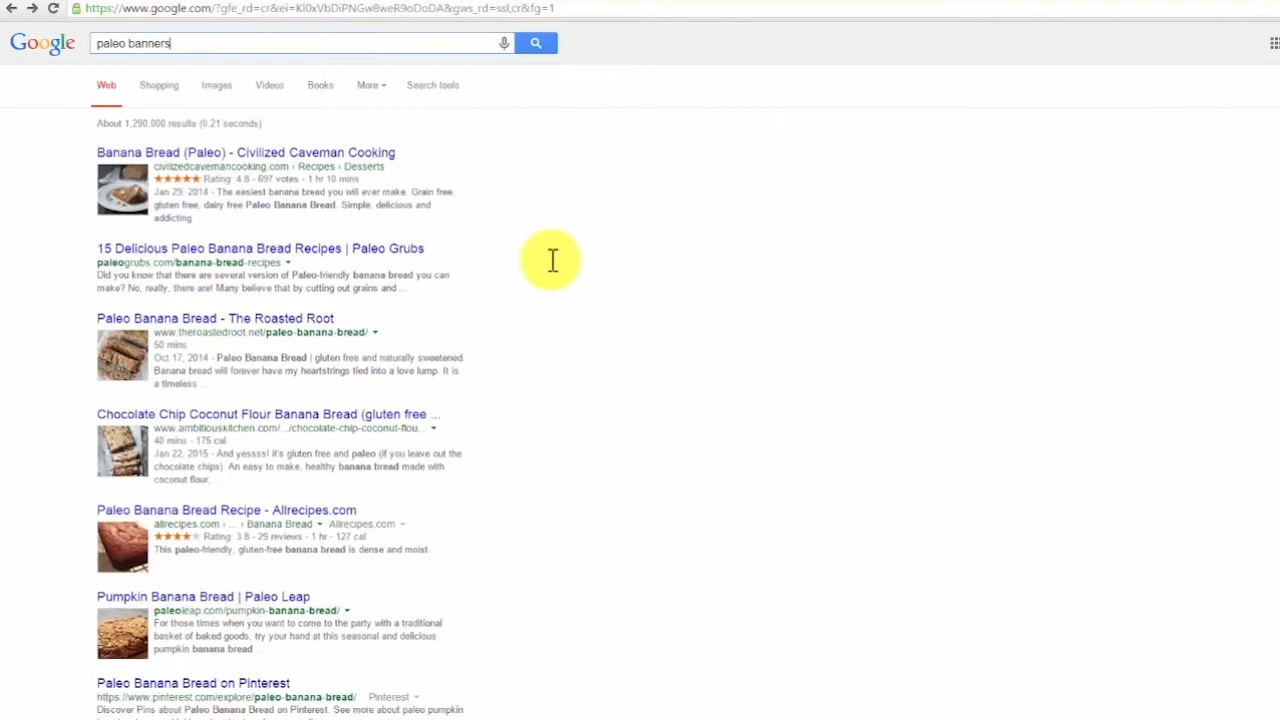 https://www.google.com/?gfe_rd=cr&ei=Kl0xVbDiPNGw8weR9oDoDA&gws_rd=ssl,cr&fg=1
Google paleo banners
Web Shopping Images Videos Books More Search tools
About 1,290,000 results (0.21 seconds)
Banana Bread (Paleo) - Civilized Caveman Cooking
civilizedcavemancooking.com › Recipes › Desserts
Rating: 4.8 - 697 votes - 1 hr 10 mins
Jan 29, 2014 - The easiest banana bread you will ever make. Grain free,
gluten free, dairy free Paleo Banana Bread. Simple, delicious and
addicting.
15 Delicious Paleo Banana Bread Recipes | Paleo Grubs
paleogrubs.com/banana-bread-recipes
Did you know that there are several version of Paleo-friendly banana bread you can
make? No, really, there are! Many believe that by cutting out grains and ...
Paleo Banana Bread - The Roasted Root
www.theroastedroot.net/paleo-banana-bread/
50 mins
Oct 17, 2014 - Paleo Banana Bread | gluten free and naturally sweetened.
Banana bread will forever have my heartstrings tied into a love lump. It is
a timeless ...
Chocolate Chip Coconut Flour Banana Bread (gluten free ...
www.ambitiouskitchen.com/.../chocolate-chip-coconut-flou...
40 mins - 175 cal
Jan 22, 2015 - And yessss! it's gluten free and paleo (if you leave out the
chocolate chips). An easy to make, healthy banana bread made with
coconut flour, ...
Paleo Banana Bread Recipe - Allrecipes.com
allrecipes.com › ... › Banana Bread Allrecipes.com
Rating: 3.8 - 29 reviews - 1 hr - 127 cal
This paleo-friendly, gluten-free banana bread is dense and moist.
Pumpkin Banana Bread | Paleo Leap
paleoleap.com/pumpkin-banana-bread/
For those times when you want to come to the party with a traditional
basket of baked goods, try your hand at this seasonal and delicious
pumpkin banana bread ...
Paleo Banana Bread on Pinterest
https://www.pinterest.com/explore/paleo-banana-bread/ Pinterest
Discover Pins about Paleo Banana Bread on Pinterest. See more about paleo pumpkin